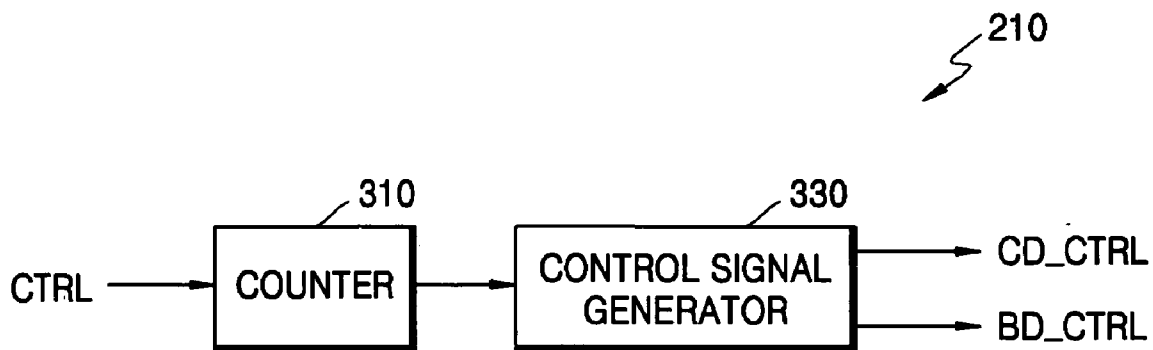 210
310
330
CTRL
COUNTER
CONTROL SIGNAL
GENERATOR
CD_CTRL
BD_CTRL